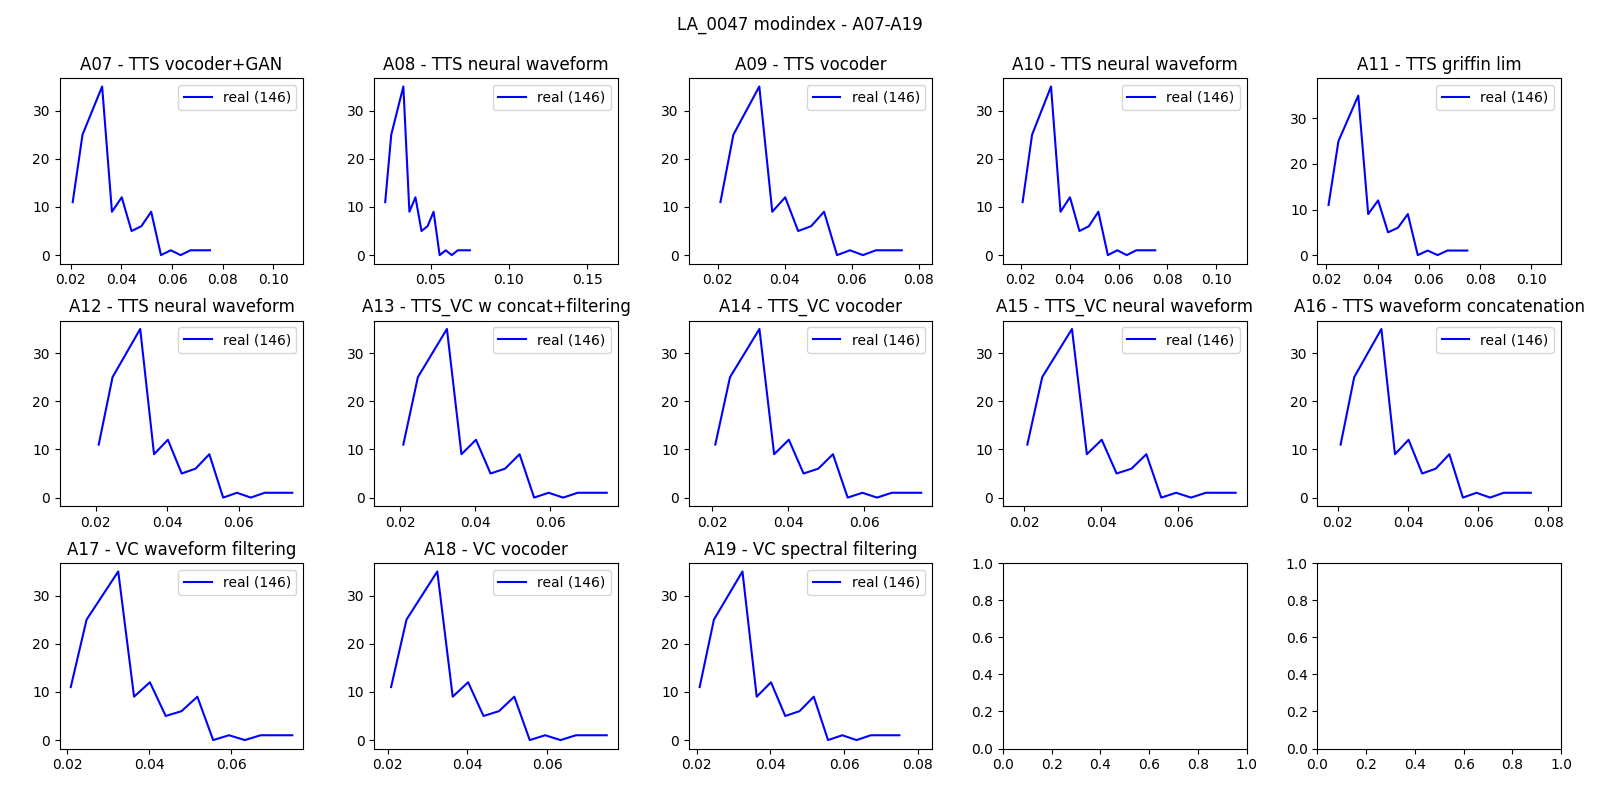 LA_0047 modindex - A07-A19
A07 - TTS vocoder+GAN
A08 - TTS neural waveform
A09 - TTS vocoder
A10 - TTS neural waveform
A11 - TTS griffin lim
real (146)
real (146)
real (146)
real (146)
real (146)
30
20
10
0
30
20
10
0
30
20
10
0
30
20
10
0
30
20
10
0
0.02 0.04 0.06 0.08 0.10
0.05 0.10 0.15
0.02 0.04 0.06 0.08
0.02 0.04 0.06 0.08 0.10
0.02 0.04 0.06 0.08 0.10
A12 - TTS neural waveform
A13 - TTS_VC w concat+filtering
A14 - TTS_VC vocoder
A15 - TTS_VC neural waveform
A16 - TTS waveform concatenation
real (146)
real (146)
real (146)
real (146)
real (146)
30
20
10
0
30
20
10
0
30
20
10
0
30
20
10
0
30
20
10
0
0.02 0.04 0.06
0.02 0.04 0.06
0.02 0.04 0.06 0.08
0.02 0.04 0.06
0.02 0.04 0.06 0.08
A17 - VC waveform filtering
A18 - VC vocoder
A19 - VC spectral filtering
real (146)
real (146)
real (146)
30
20
10
0
30
20
10
0
30
20
10
0
1.0
0.8
0.6
0.4
0.2
0.0
1.0
0.8
0.6
0.4
0.2
0.0
0.02 0.04 0.06
0.02 0.04 0.06
0.02 0.04 0.06 0.08
0.0 0.2 0.4 0.6 0.8 1.0
0.0 0.2 0.4 0.6 0.8 1.0